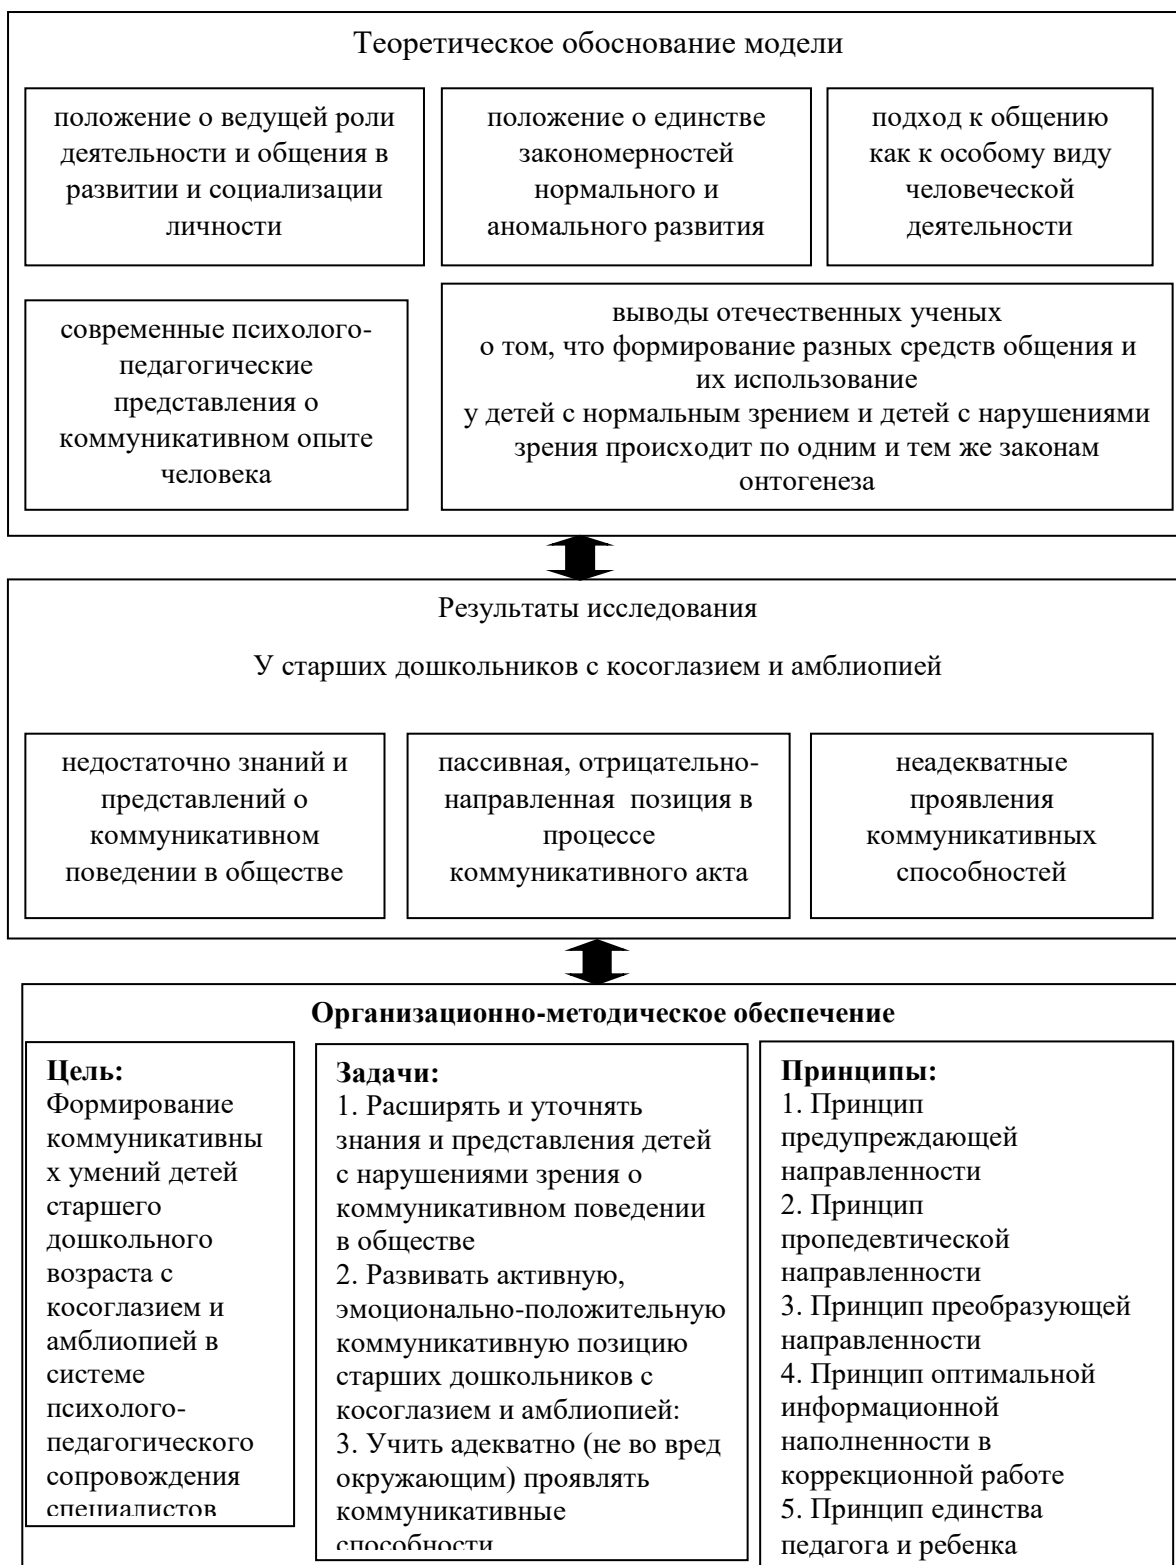 Теоретическое обоснование модели
положение о ведущей роли
деятельности и общения в
развитии и социализации
личности
положение о единстве
закономерностей
нормального и
аномального развития
подход к общению
как к особому виду
человеческой
деятельности
современные психолого-
педагогические
представления о
коммуникативном опыте
человека
выводы отечественных ученых
о том, что формирование разных средств общения и
их использование
у детей с нормальным зрением и детей с нарушениями
зрения происходит по одним и тем же законам
онтогенеза
Результаты исследования
У старших дошкольников с косоглазием и амблиопией
недостаточно знаний и
представлений о
коммуникативном
поведении в обществе
пассивная, отрицательно-
направленная позиция в
процессе
коммуникативного акта
неадекватные
проявления
коммуникативных
способностей
Организационно-методическое обеспечение
Цель:
Формирование
коммуникативны
х умений детей
старшего
дошкольного
возраста с
косоглазием и
амблиопией в
системе
психолого-
педагогического
сопровождения
специалистов
Задачи:
1. Расширять и уточнять
знания и представления детей
с нарушениями зрения о
коммуникативном поведении
в обществе
2. Развивать активную,
эмоционально-положительную
коммуникативную позицию
старших дошкольников с
косоглазием и амблиопией:
3. Учить адекватно (не во вред
окружающим) проявлять
коммуникативные
способности
Принципы:
1. Принцип
предупреждающей
направленности
2. Принцип
пропедевтической
направленности
3. Принцип преобразующей
направленности
4. Принцип оптимальной
информационной
наполненности в
коррекционной работе
5. Принцип единства
педагога и ребенка